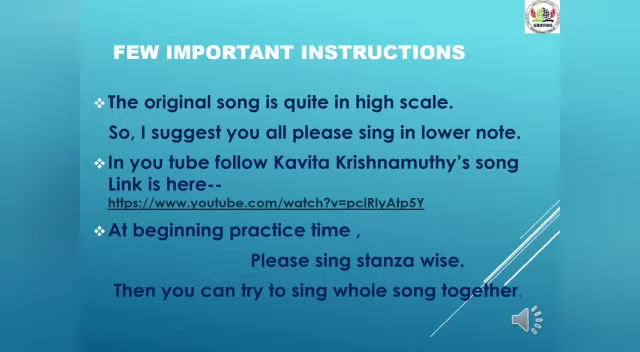 GRIFFINS
FEW IMPORTANT INSTRUCTIONS
The original song is quite in high scale.
So, I suggest you all please sing in lower note.
In you tube follow Kavita Krishnamuthy's song
Link is here--
https://www.youtube.com/watch?v=pclRIyAtp5Y
At beginning practice time ,
Please sing stanza wise.
Then you can try to sing whole song together.